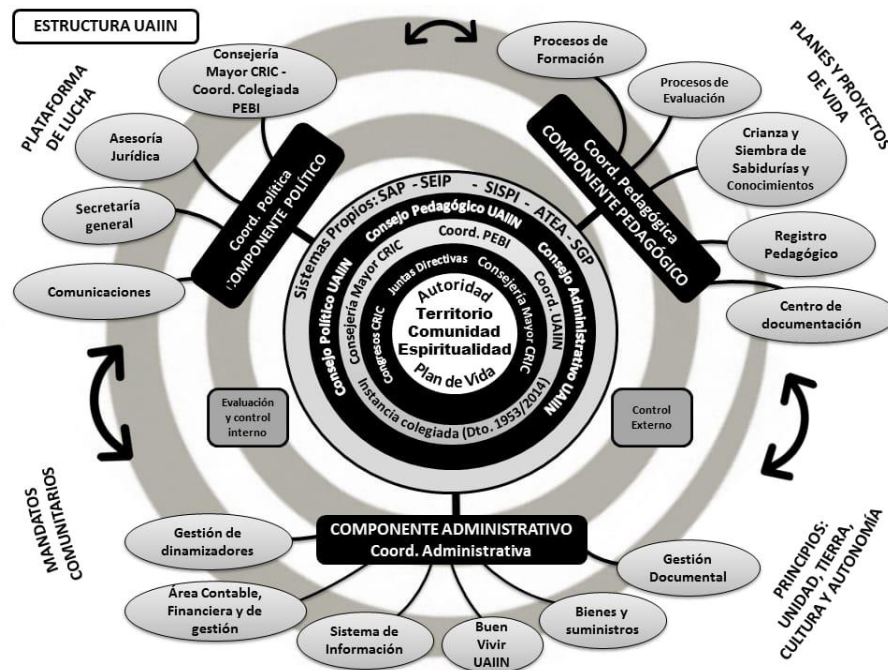 ESTRUCTURA UAIIN
PLATAFORMA
DE LUCHA
Consejería
Mayor CRIC -
Coord. Colegiada
PEBI
Asesoría
Jurídica
Secretaría
general
Comunicaciones
Coord. Política
COMPONENTE POLÍTICO
Procesos de
Formación
Procesos de
Evaluación
Crianza y
Siembra de
Sabidurías y
Conocimientos
Registro
Pedagógico
Centro de
documentación
Coord. Pedagógica
COMPONENTE PEDAGÓGICO
PLANES Y PROYECTOS
DE VIDA
Sistemas Propios: SAP - SEIP - SISPI - ATEA - SGP
Consejo Político UAIIN
Consejo Pedagógico UAIIN
Consejo Administrativo UAIIN
Consejería Mayor CRIC
Coord. PEBI
Coord. UAIIN
Instancia colegiada (Dto. 1953/2014)
Congresos CRIC
Juntas Directivas
Consejería Mayor CRIC
Autoridad
Territorio
Comunidad
Espiritualidad
Plan de Vida
Evaluación
y control
interno
Control
Externo
MANDATOS
COMUNITARIOS
COMPONENTE ADMINISTRATIVO
Coord. Administrativa
Gestión de
dinamizadores
Área Contable,
Financiera y de
gestión
Sistema de
Información
Buen
Vivir
UAIIN
Bienes y
suministros
Gestión
Documental
PRINCIPIOS:
UNIDAD, TIERRA,
CULTURA Y AUTONOMÍA